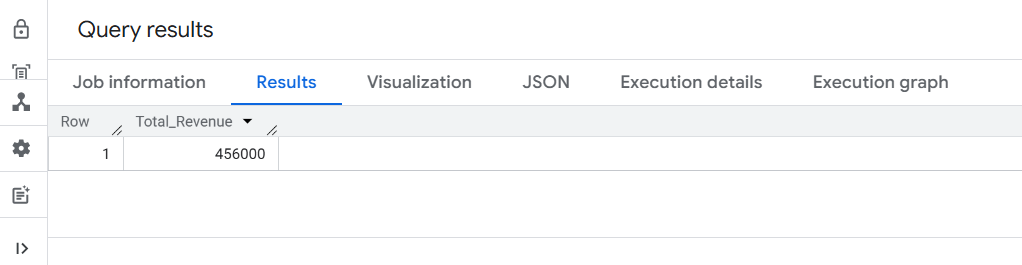 Query results
Job information Results Visualization JSON Execution details Execution graph
Row Total_Revenue
1 456000